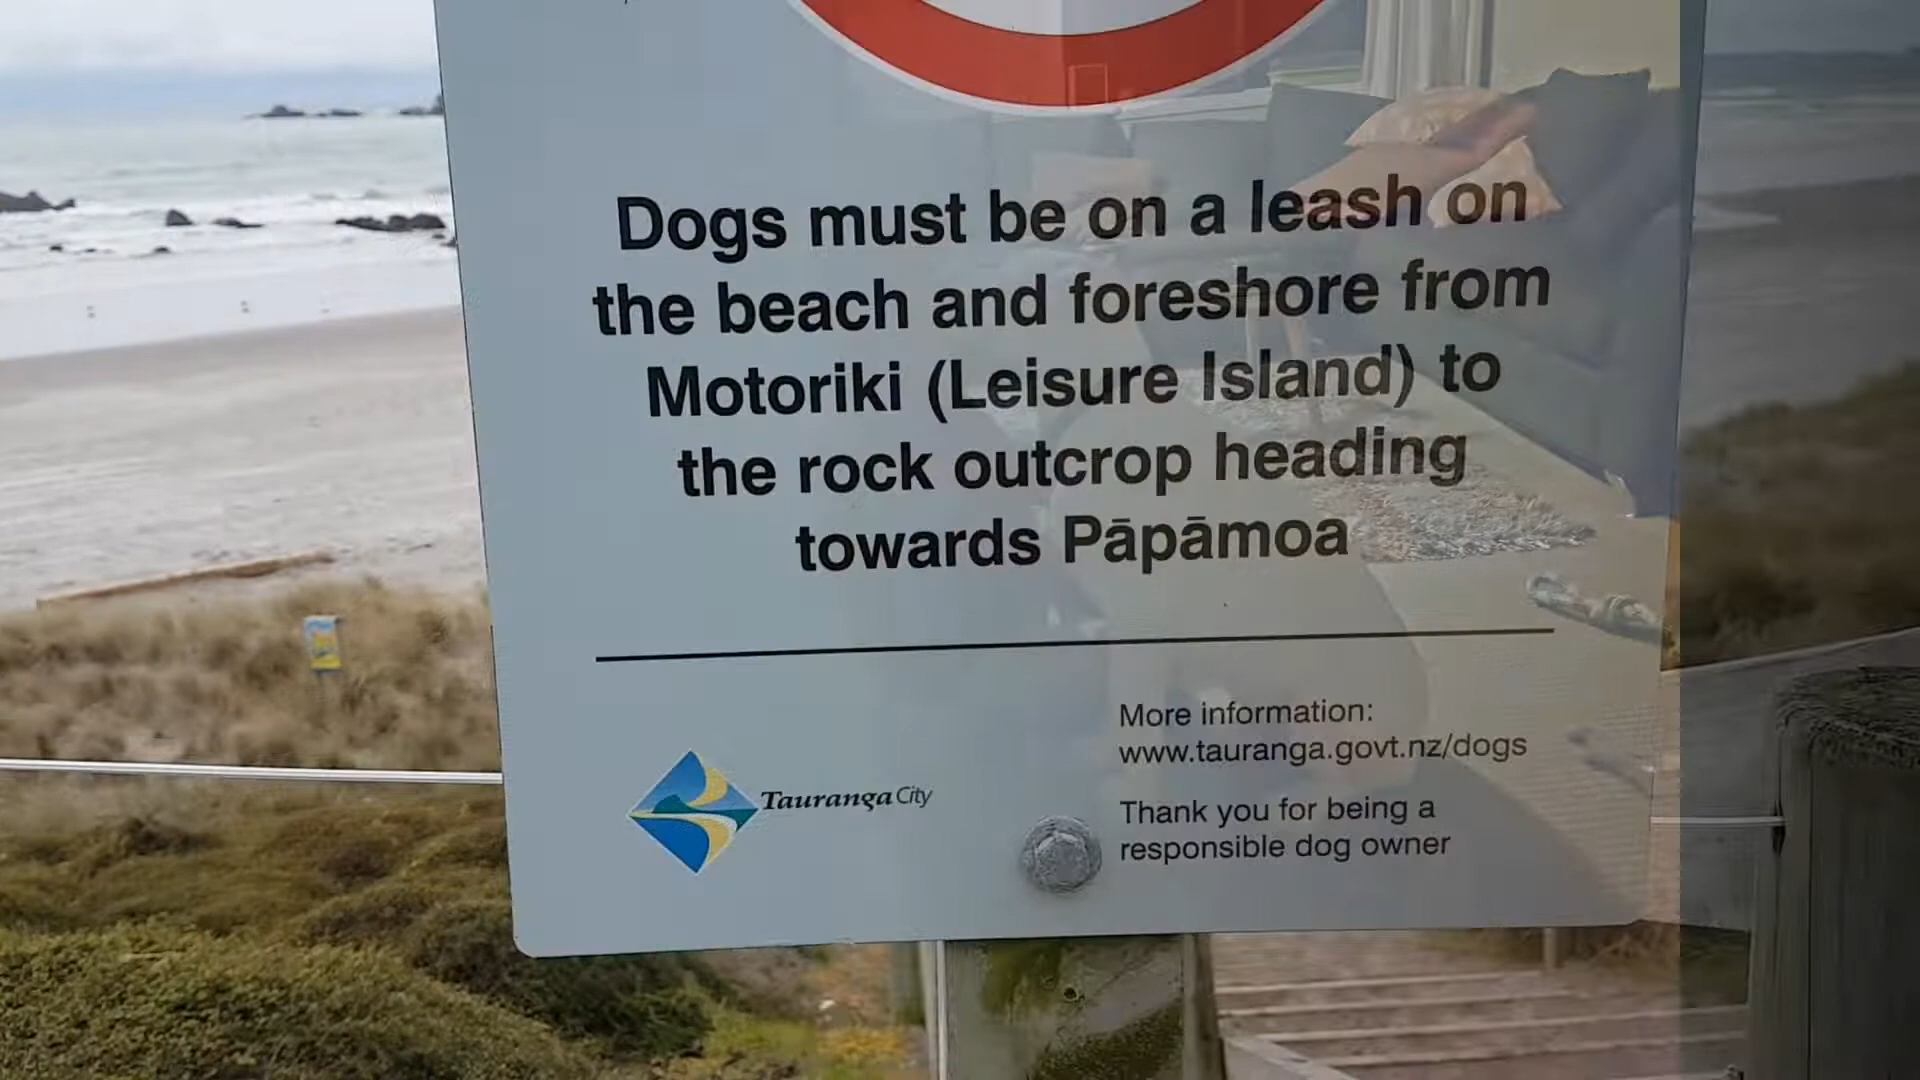 Dogs must be on a leash on
the beach and foreshore from
Motoriki (Leisure Island) to
the rock outcrop heading
towards Pāpāmoa
More information:
www.tauranga.govt.nz/dogs
Tauranga City
Thank you for being a
responsible dog owner